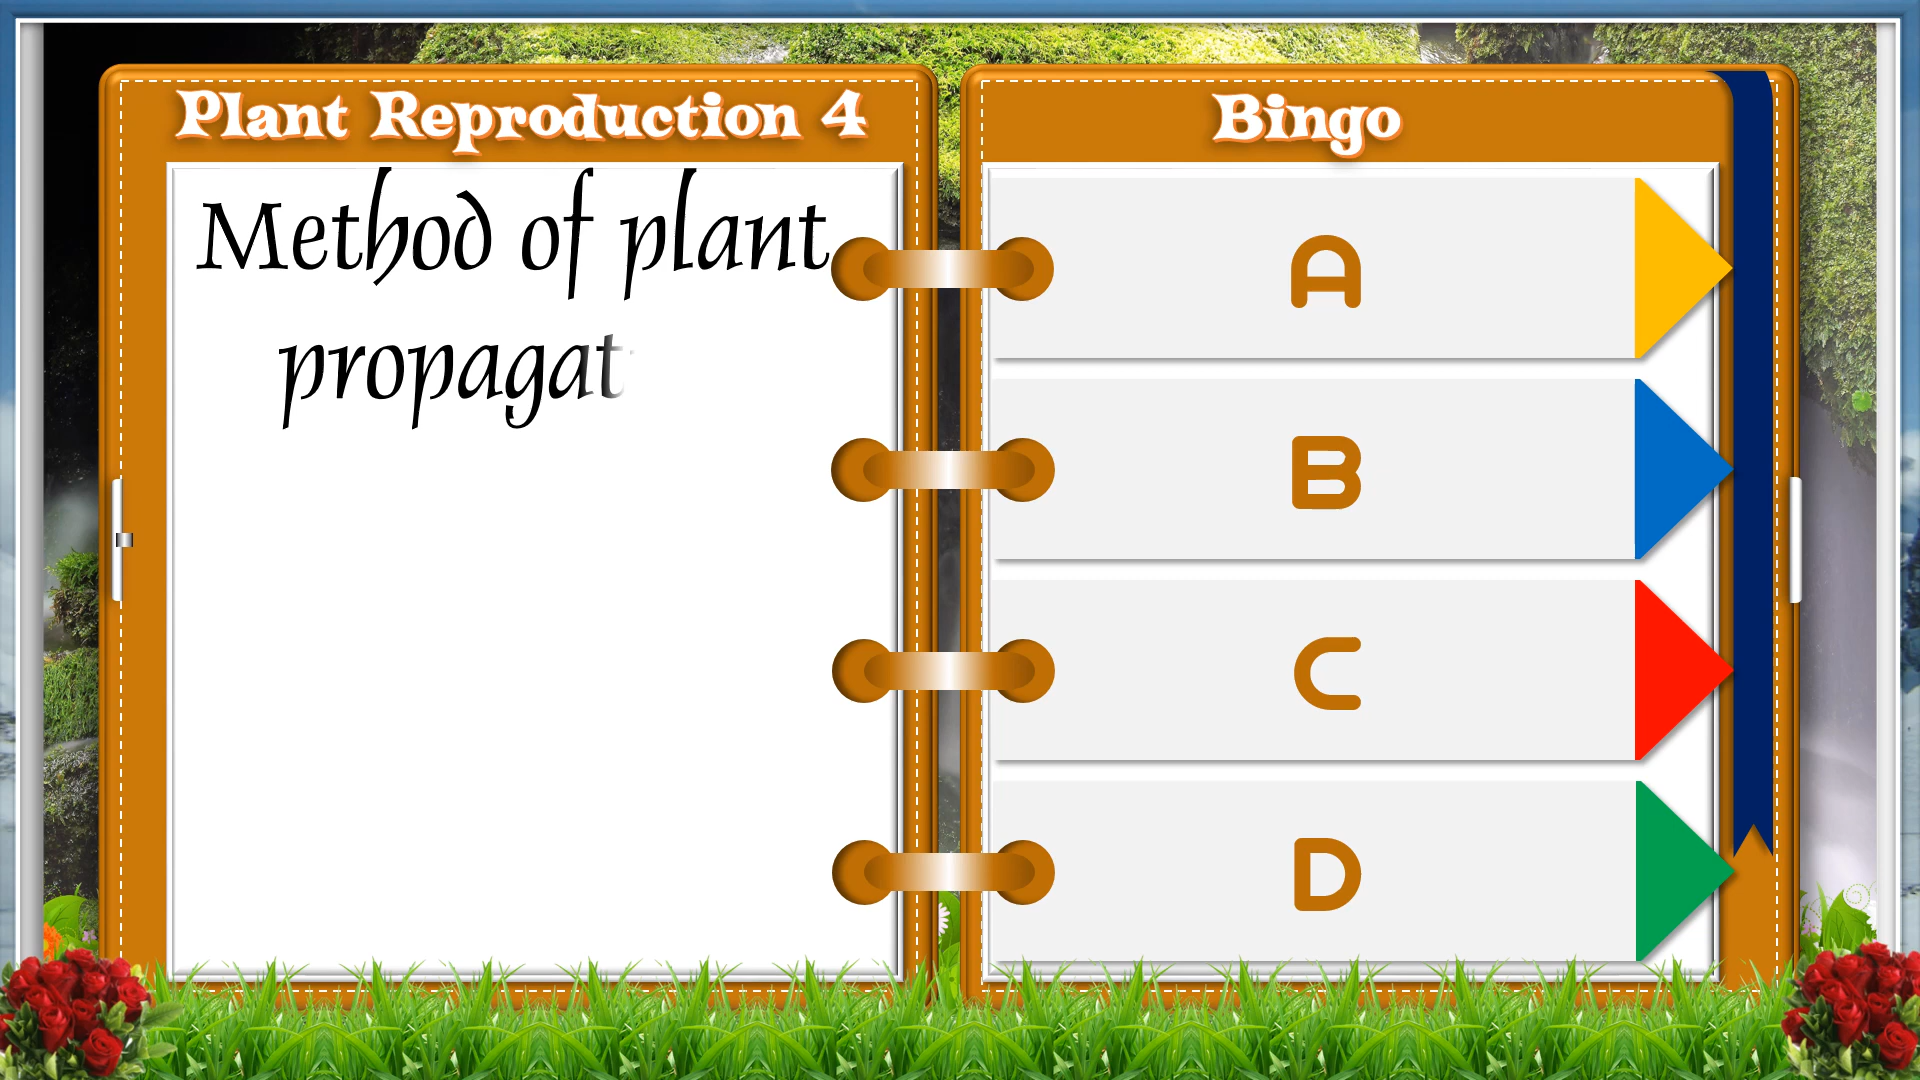 Plant Reproduction 4
Method of plant
propagat
Bingo
A
B
C
D